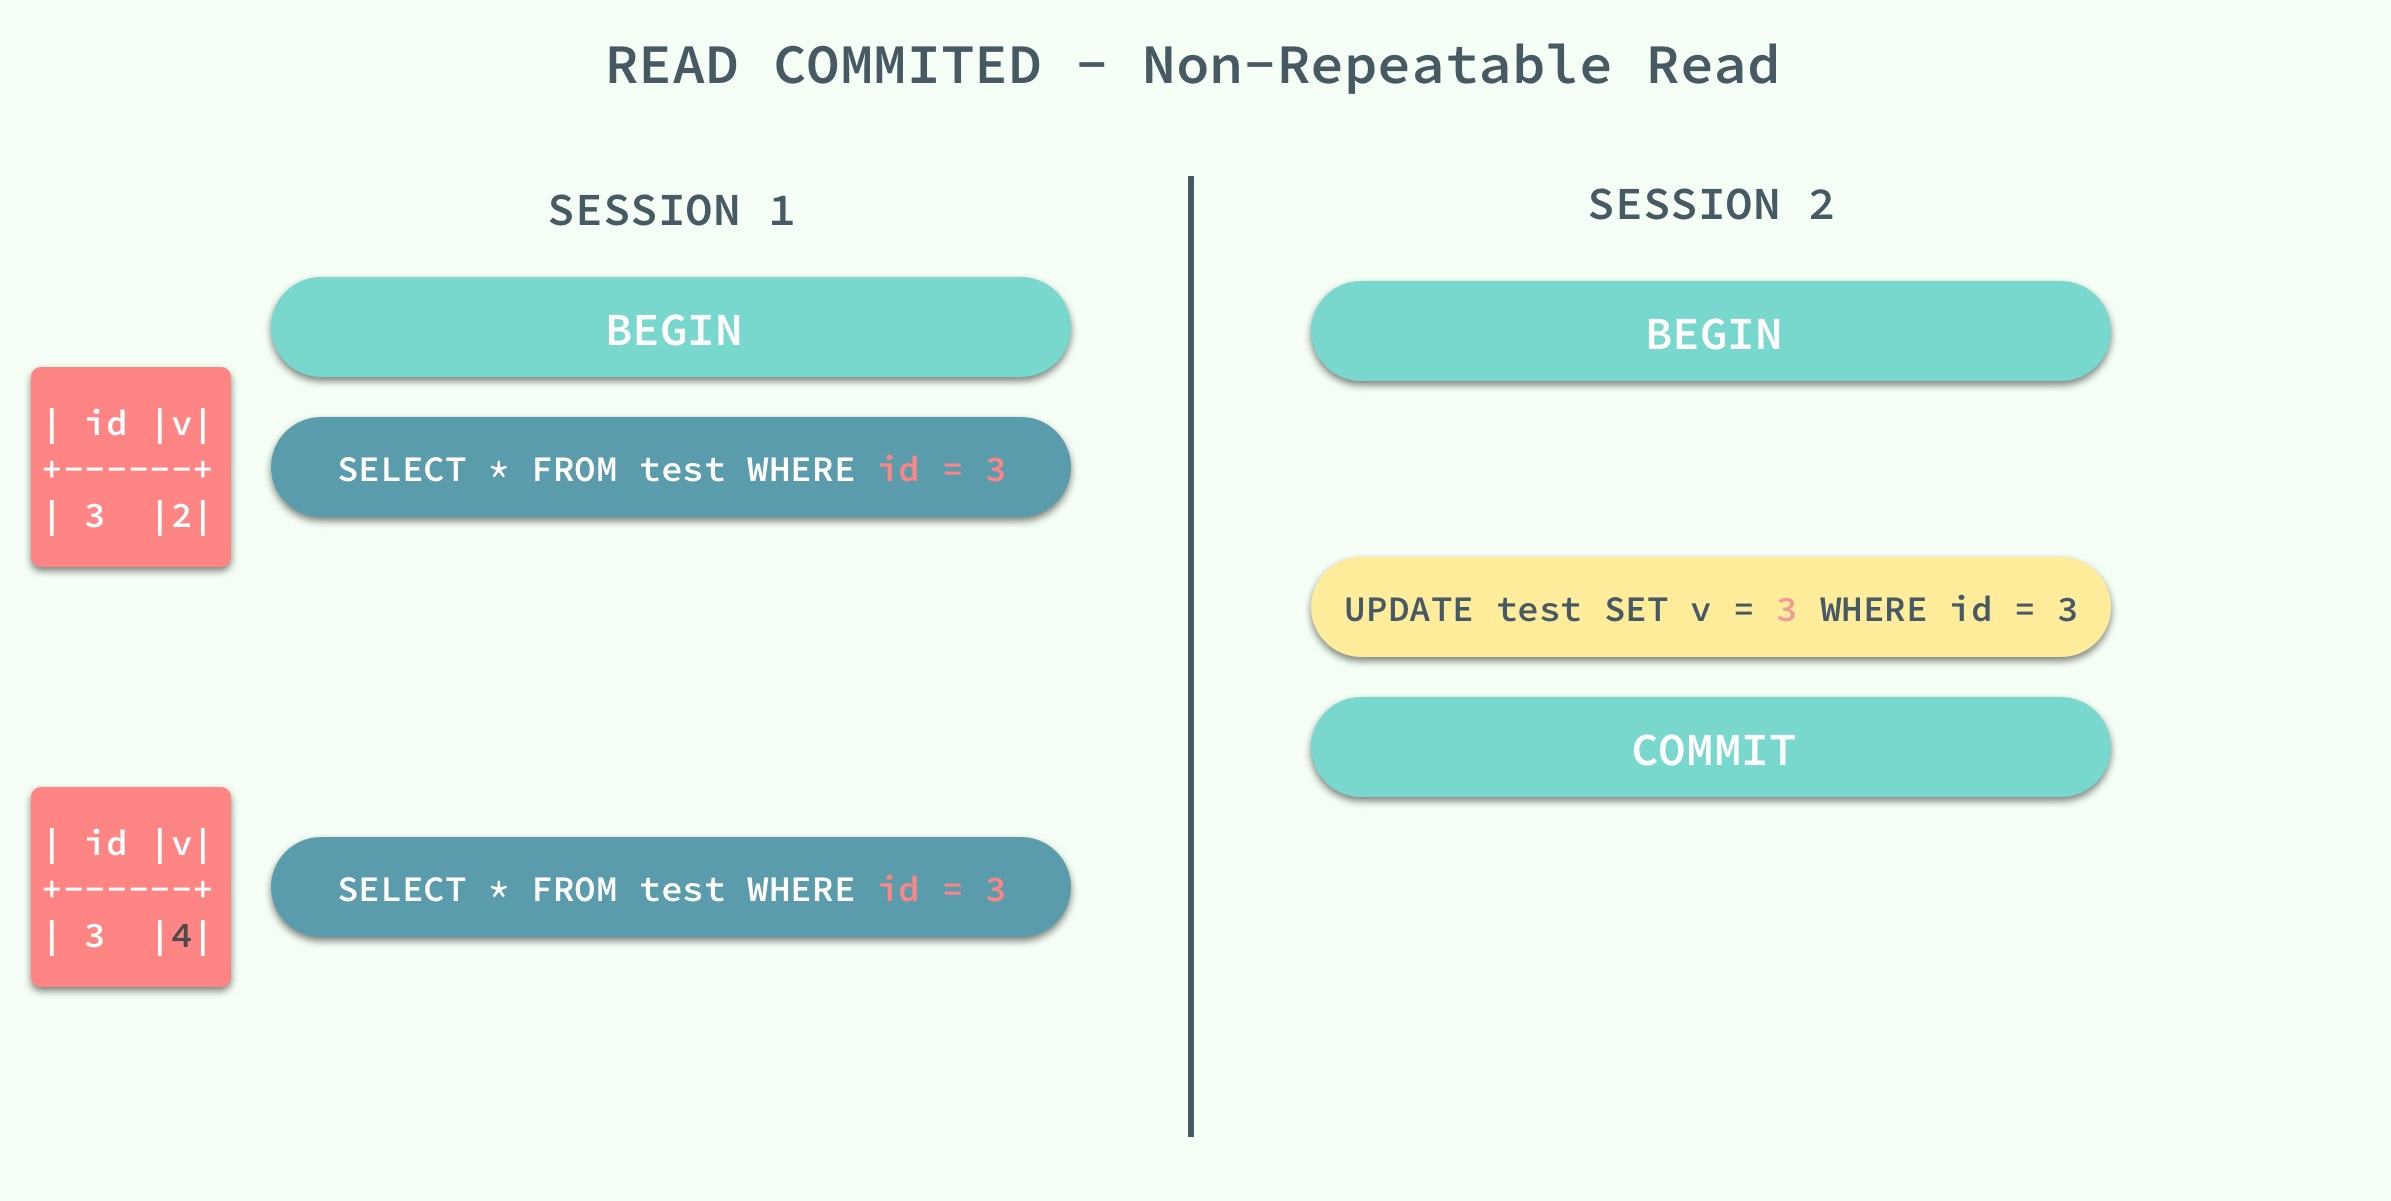 READ COMMITED - Non-Repeatable Read
SESSION 1
BEGIN
| id |v|
+------+
| 3 |2|
SELECT * FROM test WHERE id = 3
| id |v|
+------+
| 3 |4|
SELECT * FROM test WHERE id = 3
SESSION 2
BEGIN
UPDATE test SET v = 3 WHERE id = 3
COMMIT